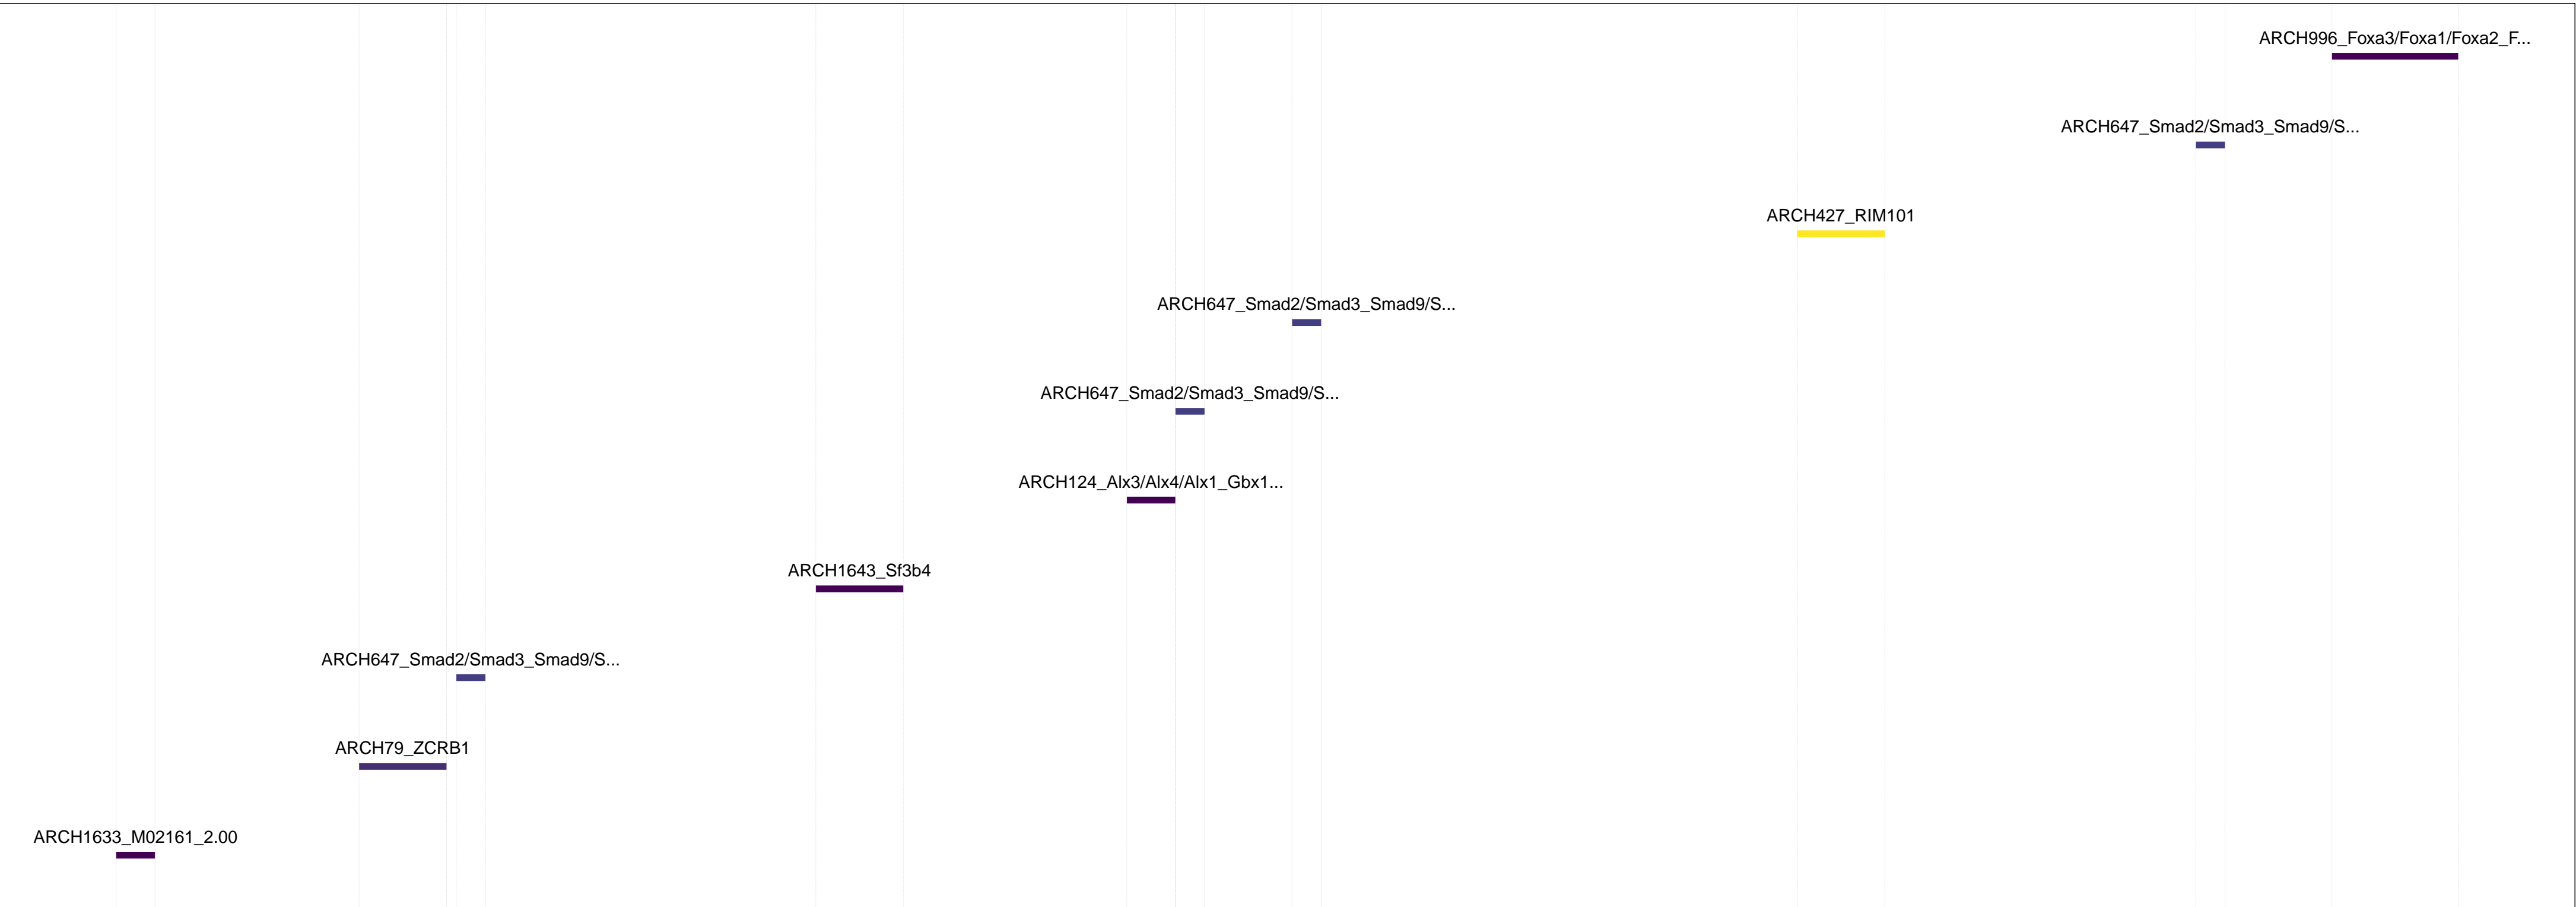 ARCH996_Foxa3/Foxa1/Foxa2_F...
ARCH647_Smad2/Smad3_Smad9/S...
ARCH427_RIM101
ARCH647_Smad2/Smad3_Smad9/S...
ARCH647_Smad2/Smad3_Smad9/S...
ARCH124_Alx3/Alx4/Alx1_Gbx1...
ARCH1643_Sf3b4
ARCH647_Smad2/Smad3_Smad9/S...
ARCH79_ZCRB1
ARCH1633_M02161_2.00